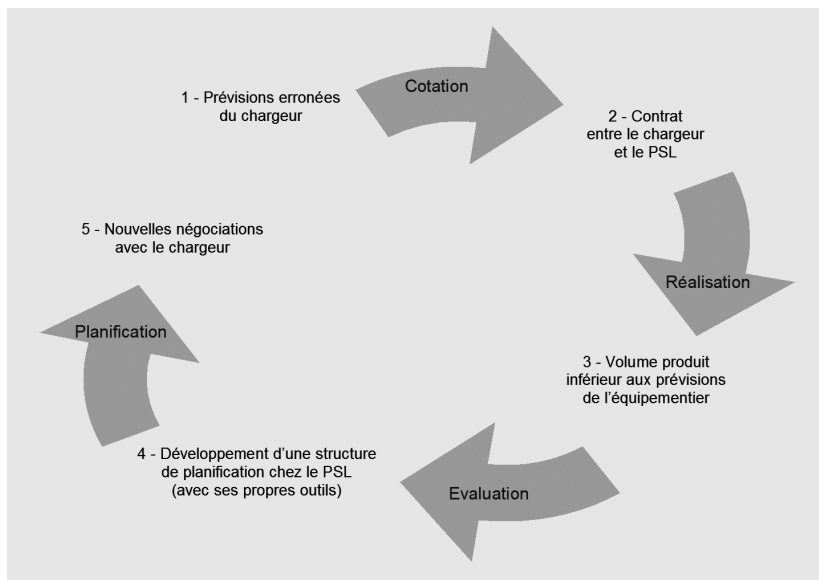 1 - Prévisions erronées
du chargeur
Cotation
2 - Contrat
entre le chargeur
et le PSL
Réalisation
3 - Volume produit
inférieur aux prévisions
de l’équipementier
Evaluation
4 - Développement d’une structure
de planification chez le PSL
(avec ses propres outils)
Planification
5 - Nouvelles négociations
avec le chargeur